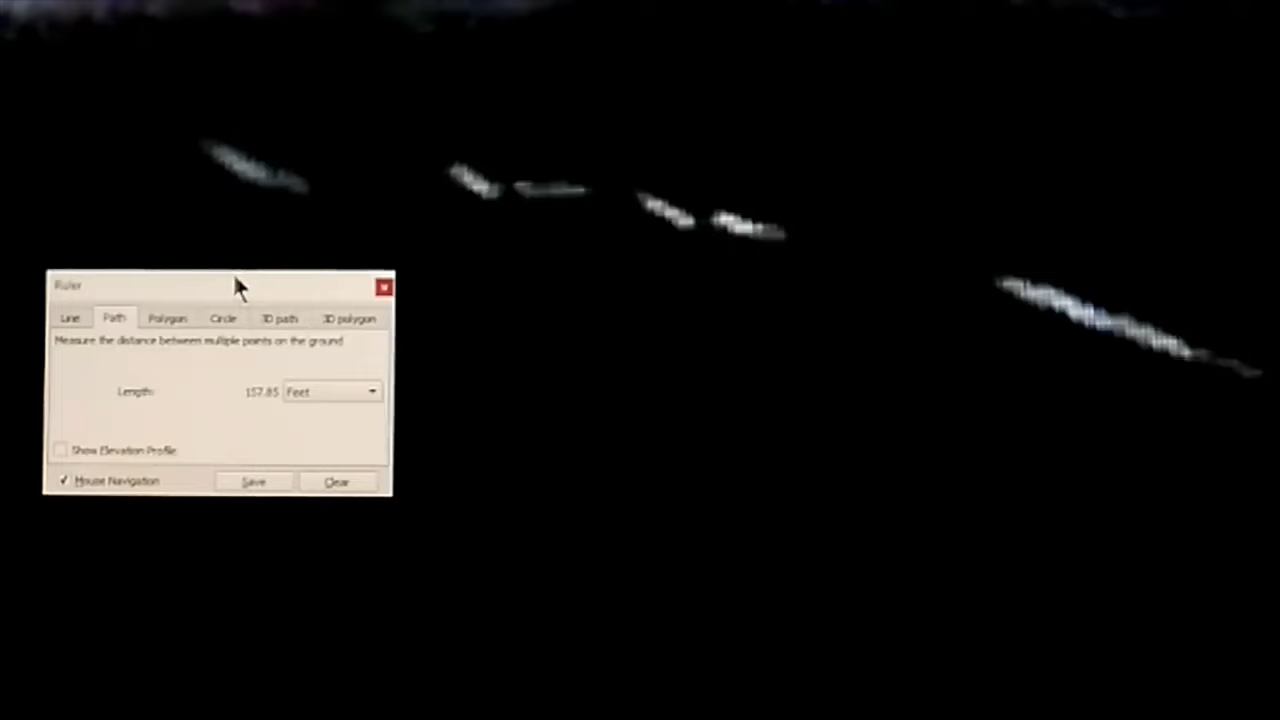 Ruler
Line Path Polygon Circle 3D path 3D polygon
Measure the distance between multiple points on the ground
Length: 157.85 Feet
Show Elevation Profile
Mouse Navigation Save Clear